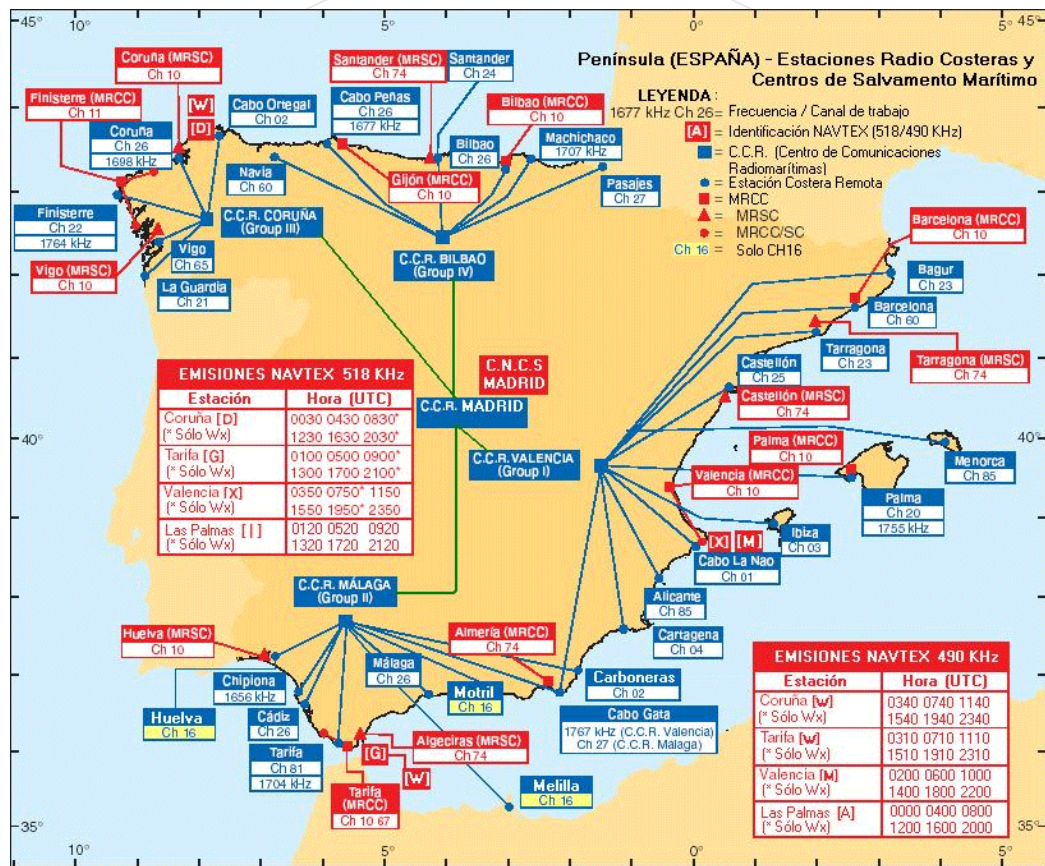 45° 10° 5° 0° 45°
Península (ESPAÑA) - Estaciones Radio Costeras y
Centros de Salvamento Marítimo
LEYENDA :
1677 kHz Ch 26 = Frecuencia / Canal de trabajo
[A] = Identificación NAVTEX (518/490 KHz)
= C.C.R. (Centro de Comunicaciones
Radiomarítimas)
= Estación Costera Remota
= MRCC
= MRSC
= MRCC/SC
Ch 16 = Solo CH16
Coruña (MRSC)
Ch 10
Finisterre (MRCC)
Ch 11
Coruña
Ch 26
1698 kHz
[W]
[D]
Cabo Ortegal
Ch 02
Cabo Peñas
Ch 26
1677 kHz
Santander (MRSC)
Ch 74
Santander
Ch 24
Bilbao (MRCC)
Ch 10
Bilbao
Ch 26
Machichaco
1707 kHz
Pasajes
Ch 27
Navia
Ch 60
Gijón (MRCC)
Ch 10
Finisterre
Ch 22
1764 kHz
Vigo (MRSC)
Ch 10
Vigo
Ch 65
La Guardia
Ch 21
C.C.R. CORUÑA
(Group III)
C.C.R. BILBAO
(Group IV)
Barcelona (MRCC)
Ch 10
Bagur
Ch 23
Barcelona
Ch 60
Tarragona
Ch 23
Tarragona (MRSC)
Ch 74
Castellón
Ch 25
Castellón (MRSC)
Ch 74
C.N.C.S
MADRID
C.C.R. MADRID
C.C.R. VALENCIA
(Group I)
Palma (MRCC)
Ch 10
Menorca
Ch 85
Valencia (MRCC)
Ch 10
Palma
Ch 20
1755 kHz
Ibiza
Ch 03
[X] [M]
Cabo La Nao
Ch 01
Alicante
Ch 85
Cartagena
Ch 04
EMISIONES NAVTEX 518 KHz
Estación Hora (UTC)
Coruña [D] 0030 0430 0830*
(* Sólo Wx) 1230 1630 2030*
Tarifa [G] 0100 0500 0900*
(* Sólo Wx) 1300 1700 2100*
Valencia [X] 0350 0750* 1150
(* Sólo Wx) 1550 1950* 2350
Las Palmas [I] 0120 0520 0920
(* Sólo Wx) 1320 1720 2120
40° 40°
C.C.R. MÁLAGA
(Group II)
Huelva (MRSC)
Ch 10
Chipiona
1656 kHz
Huelva
Ch 16
Cádiz
Ch 26
Tarifa
Ch 81
1704 kHz
Málaga
Ch 26
Motril
Ch 16
Almería (MRCC)
Ch 74
Carboneras
Ch 02
Cabo Gata
1767 kHz (C.C.R. Valencia)
Ch 27 (C.C.R. Málaga)
Algeciras (MRSC)
Ch 74
[G]
[W]
Tarifa
(MRCC)
Ch 10 67
Melilla
Ch 16
EMISIONES NAVTEX 490 KHz
Estación Hora (UTC)
Coruña [W] 0340 0740 1140
(* Sólo Wx) 1540 1940 2340
Tarifa [W] 0310 0710 1110
(* Sólo Wx) 1510 1910 2310
Valencia [M] 0200 0600 1000
(* Sólo Wx) 1400 1800 2200
Las Palmas [A] 0000 0400 0800
(* Sólo Wx) 1200 1600 2000
35° 35°
10° 5° 0° 5°